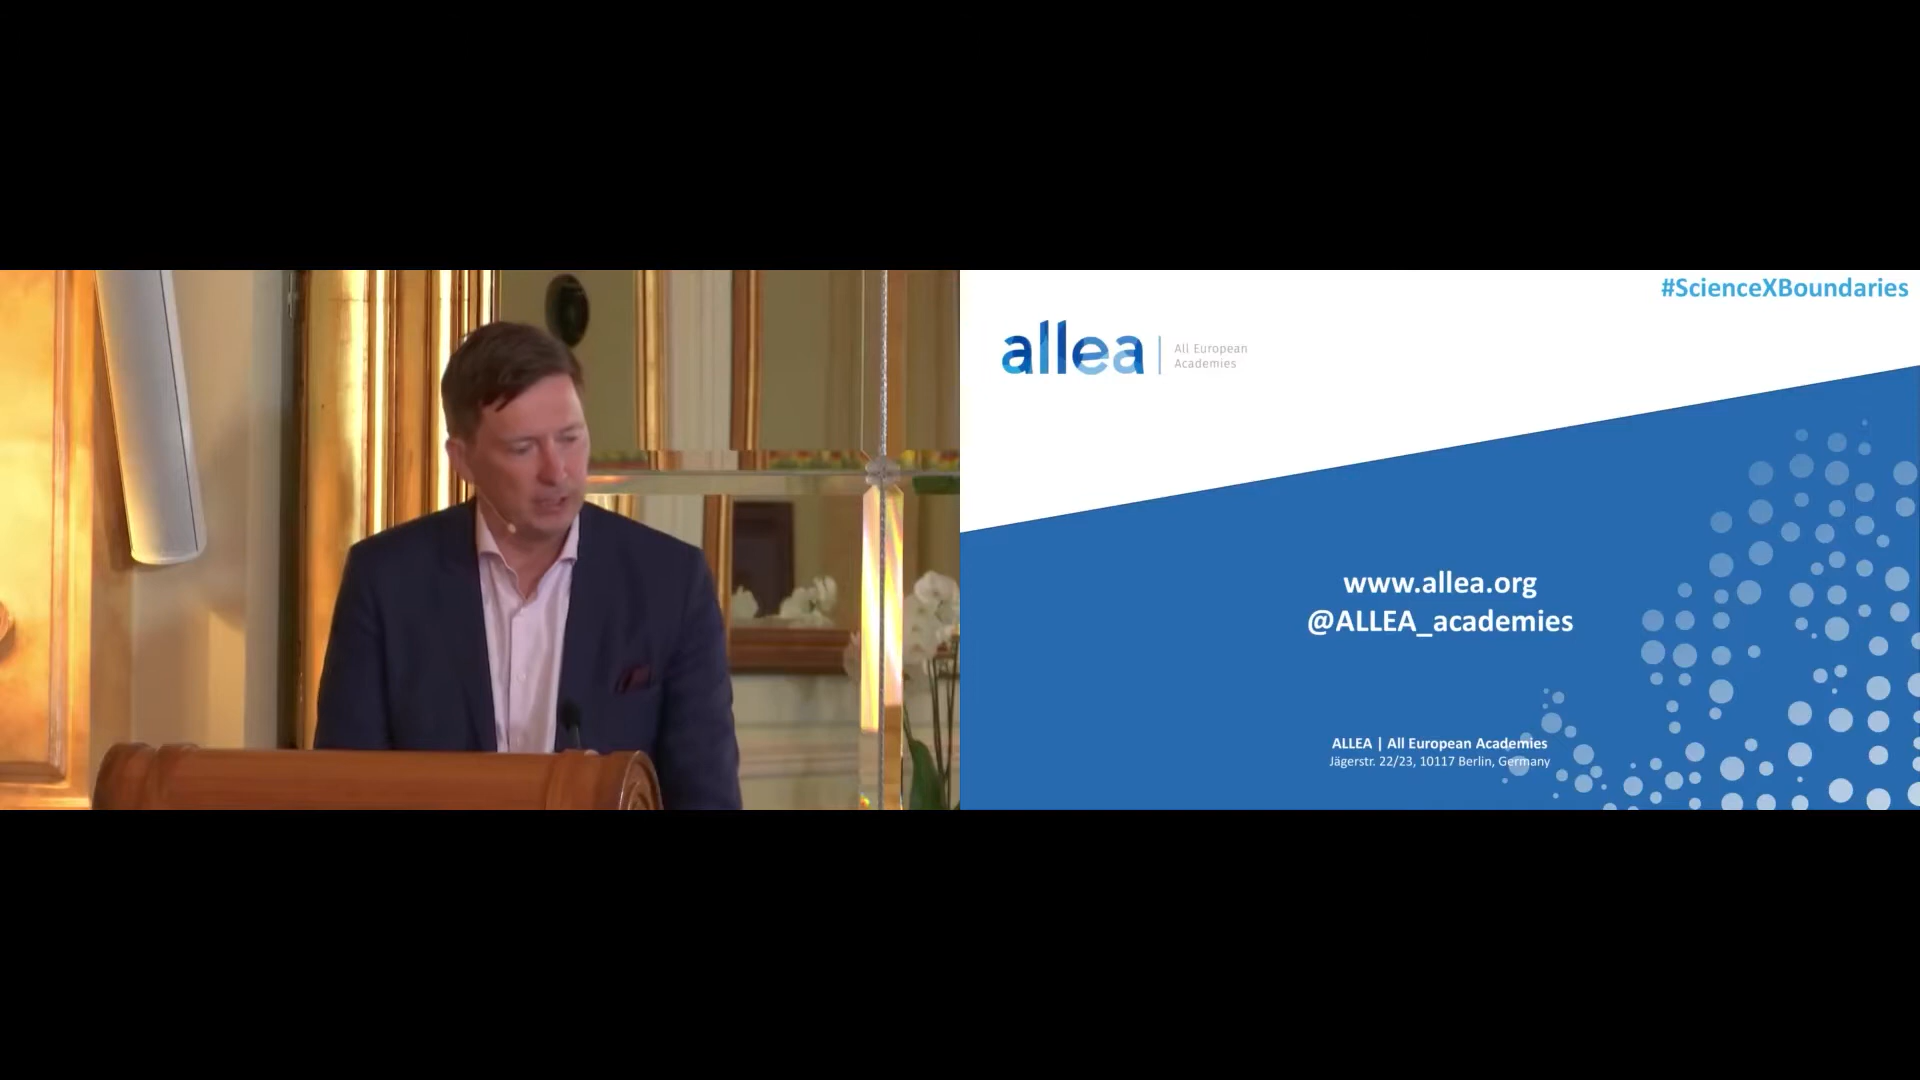 #ScienceXBoundaries
allea | All European
Academies
www.allea.org
@ALLEA_academies
ALLEA | All European Academies
Jägerstr. 22/23, 10117 Berlin, Germany